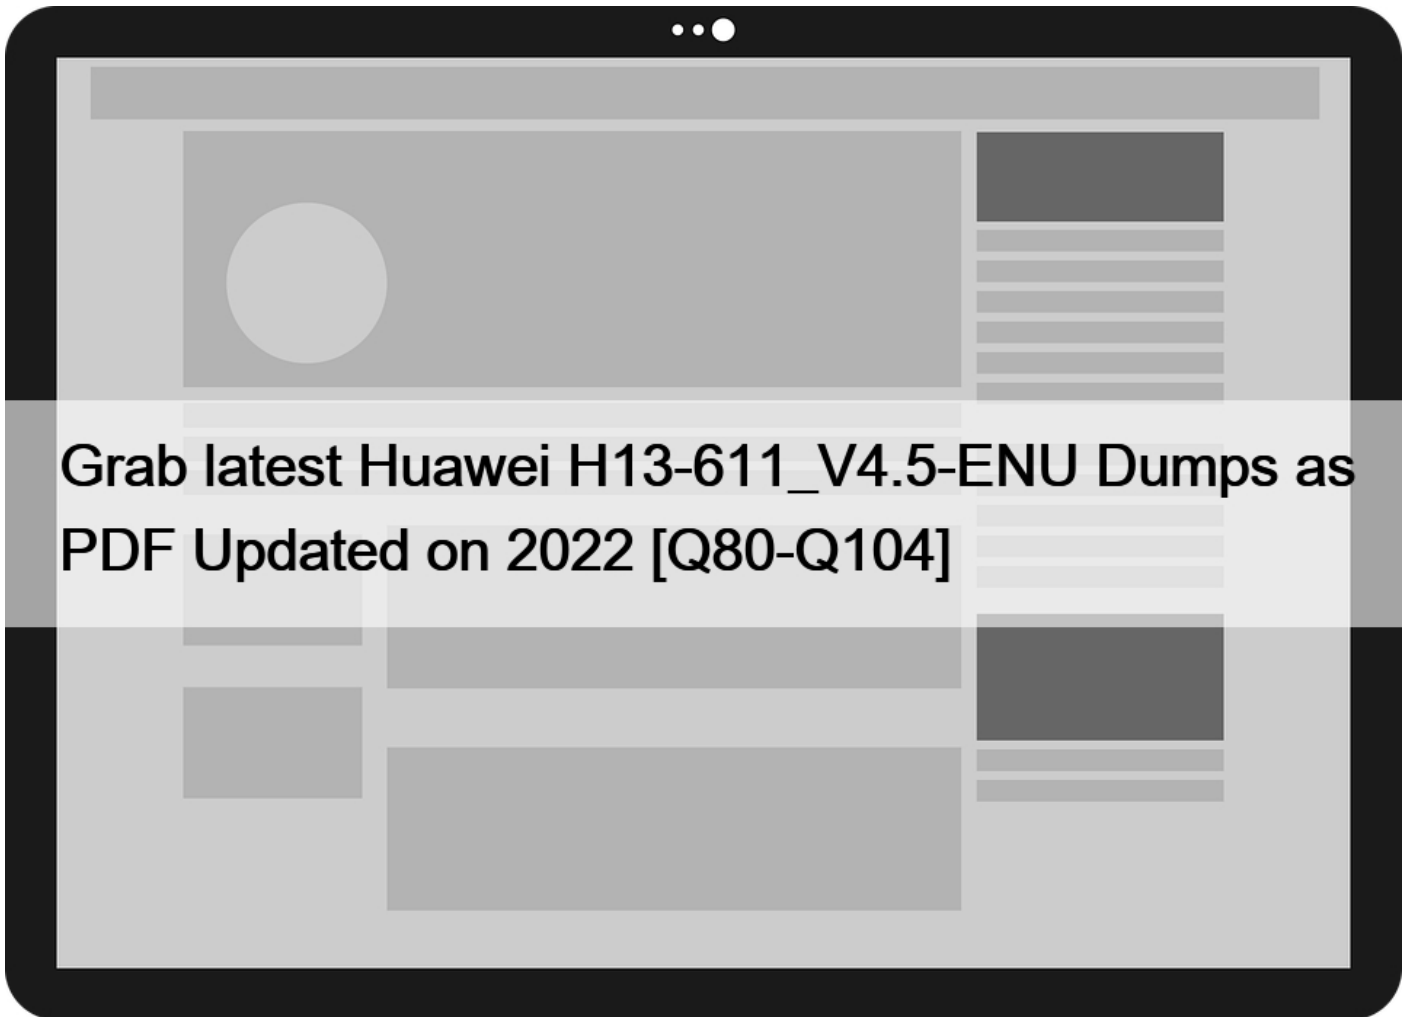 Grab latest Huawei H13-611_V4.5-ENU Dumps as
PDF Updated on 2022 [Q80-Q104]